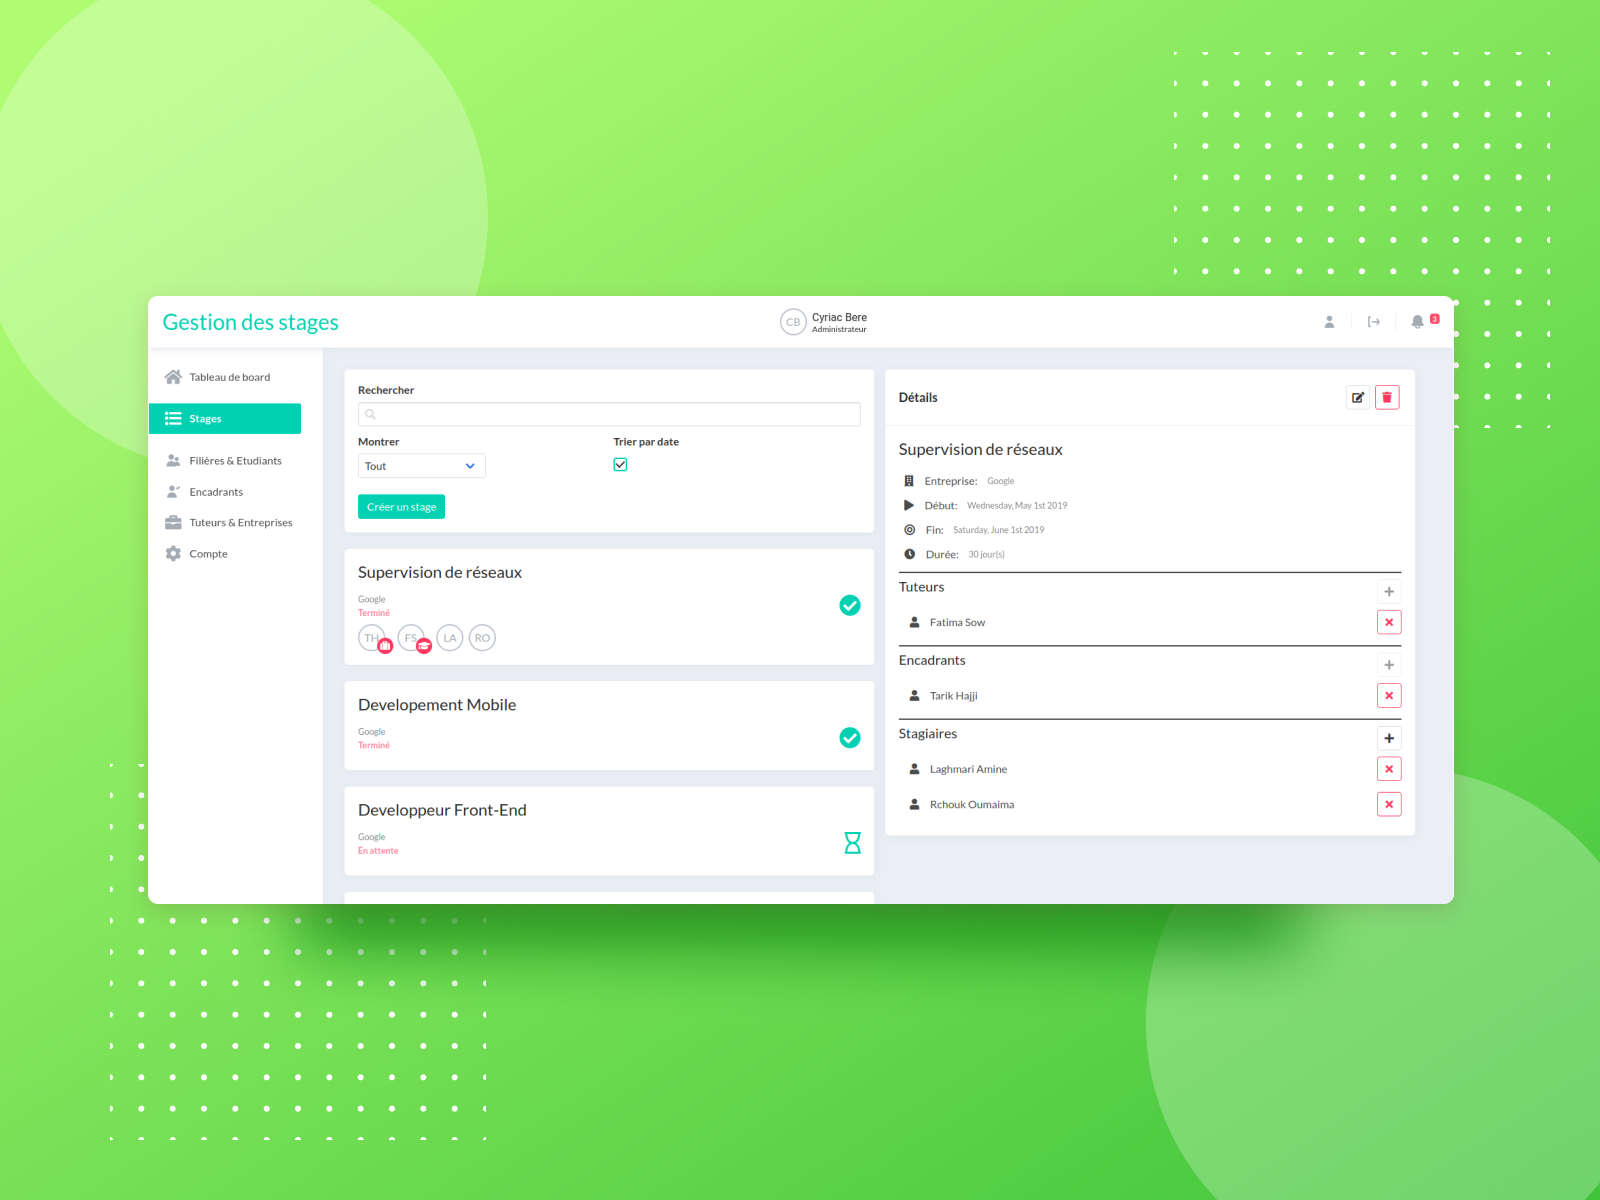 Gestion des stages
CB
Cyriac Bere
Administrateur
3
Tableau de board
Stages
Filières & Etudiants
Encadrants
Tuteurs & Entreprises
Compte
Rechercher
Montrer
Trier par date
Tout
Créer un stage
Supervision de réseaux
Google
Terminé
TH FS LA RO
Developement Mobile
Google
Terminé
Developpeur Front-End
Google
En attente
Détails
Supervision de réseaux
Entreprise: Google
Début: Wednesday, May 1st 2019
Fin: Saturday, June 1st 2019
Durée: 30 jour(s)
Tuteurs
Fatima Sow
Encadrants
Tarik Hajji
Stagiaires
Laghmari Amine
Rchouk Oumaima